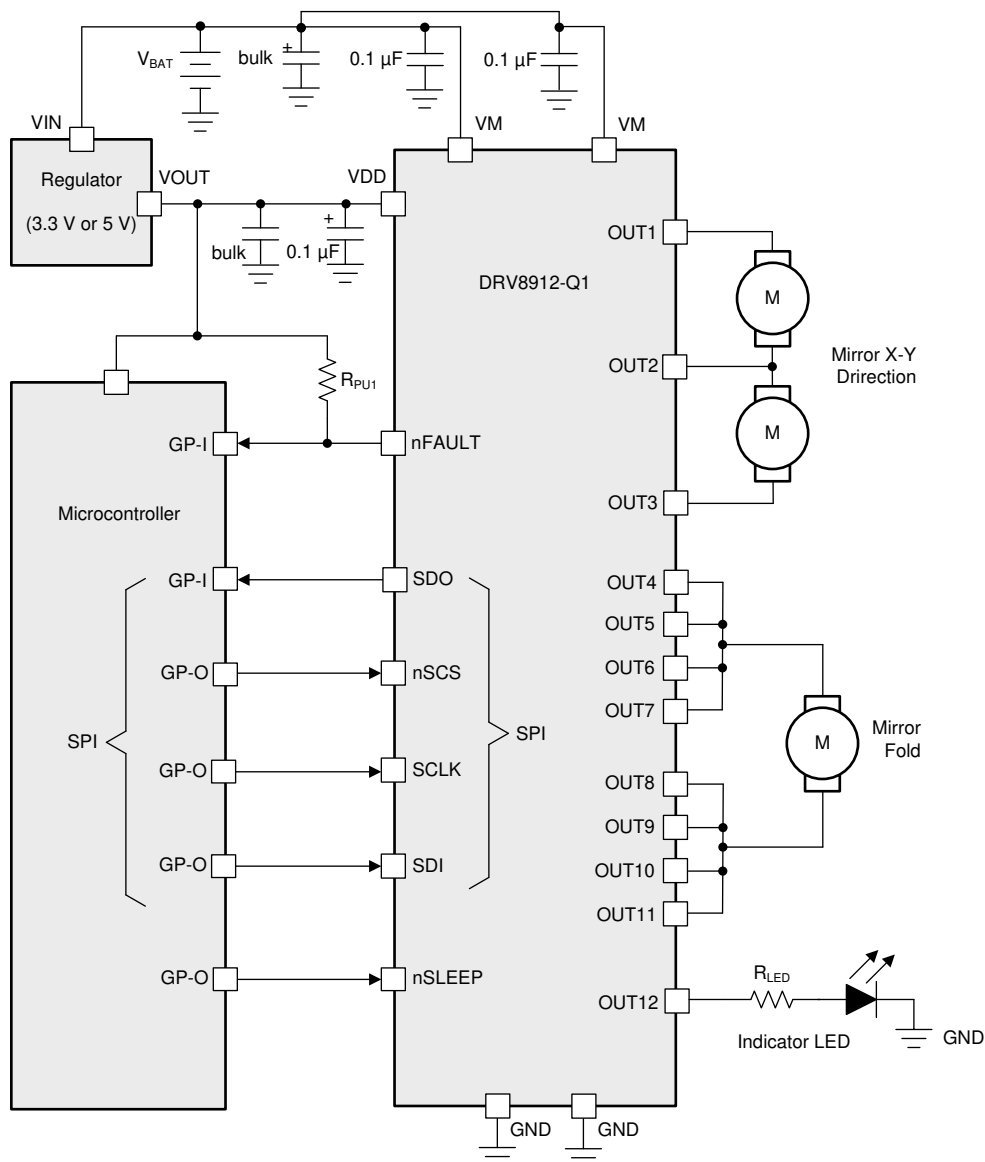 V_BAT
bulk
+
0.1 µF
0.1 µF
VIN
VM
VM
Regulator
(3.3 V or 5 V)
VOUT
VDD
bulk
0.1 µF
+
DRV8912-Q1
OUT1
M
OUT2
Mirror X-Y
Drirection
M
OUT3
R_PU1
GP-I
nFAULT
Microcontroller
GP-I
SDO
GP-O
nSCS
SPI
SPI
GP-O
SCLK
GP-O
SDI
GP-O
nSLEEP
OUT4
OUT5
OUT6
OUT7
M
Mirror
Fold
OUT8
OUT9
OUT10
OUT11
OUT12
R_LED
Indicator LED
GND
GND
GND